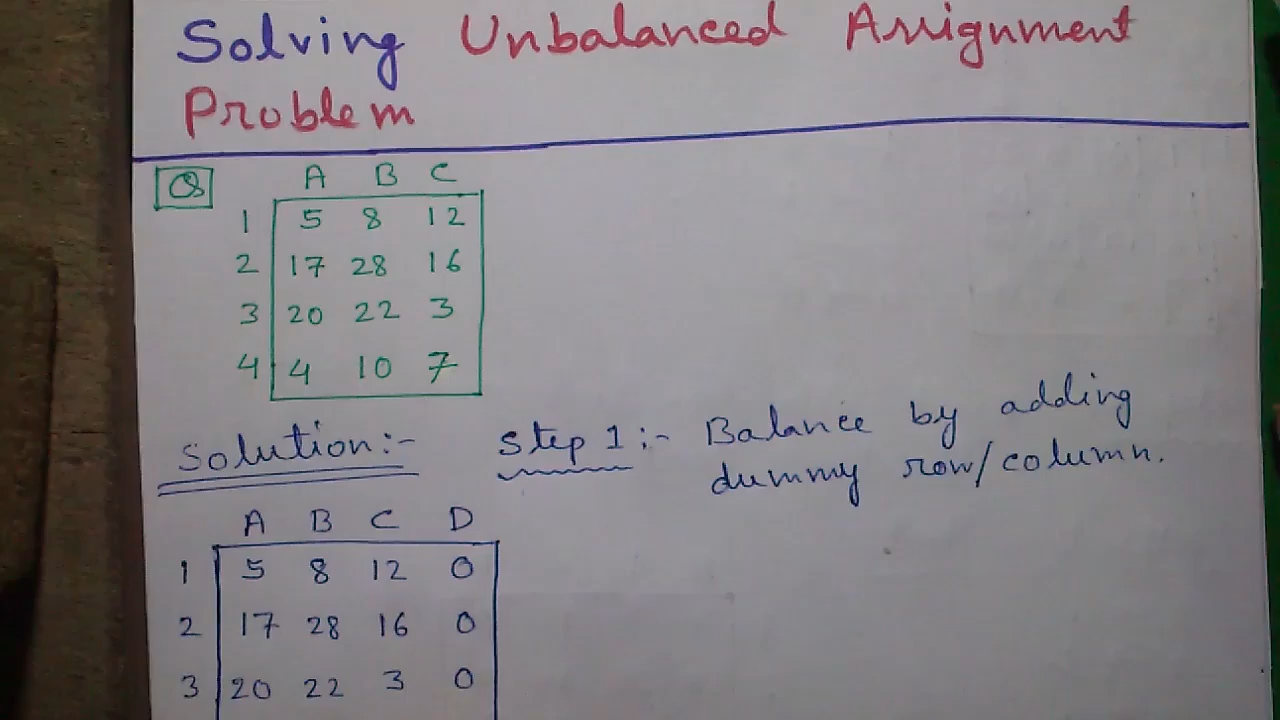 Solving Unbalanced Assignment
Problem
Q
A B C
1 5 8 12
2 17 28 16
3 20 22 3
4 4 10 7
Solution:- Step 1:- Balance by adding
dummy row/column.
A B C D
1 5 8 12 0
2 17 28 16 0
3 20 22 3 0